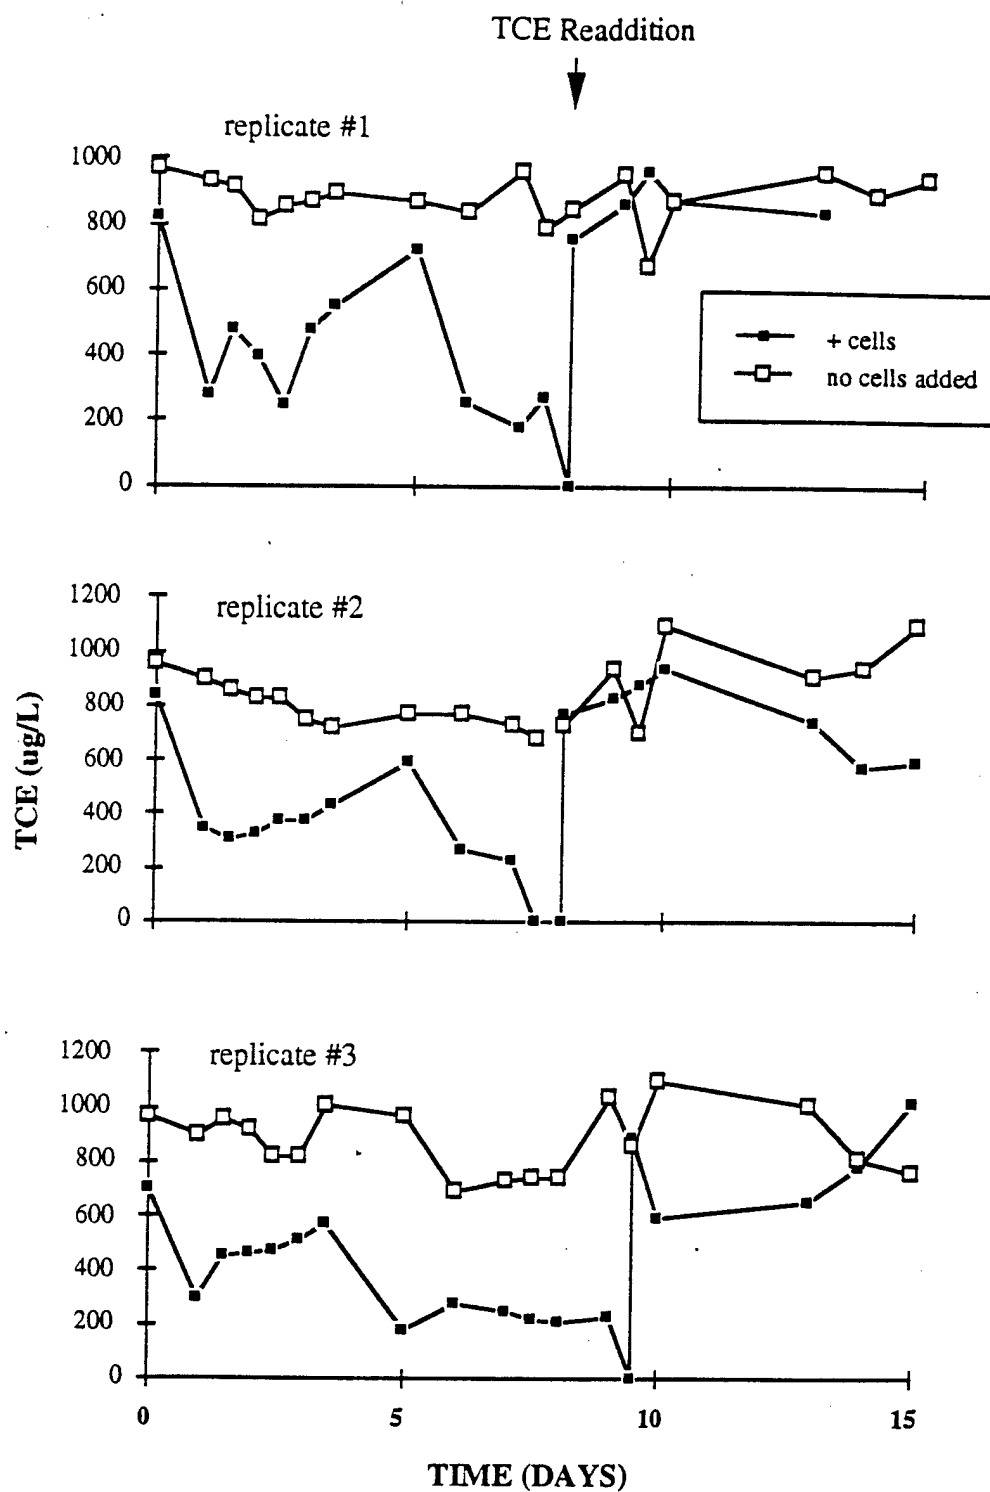 TCE Readdition
replicate #1
1000
800
600
400
200
0
+ cells
no cells added
replicate #2
1200
1000
800
600
400
200
0
TCE (ug/L)
replicate #3
1200
1000
800
600
400
200
0
0 5 10 15
TIME (DAYS)